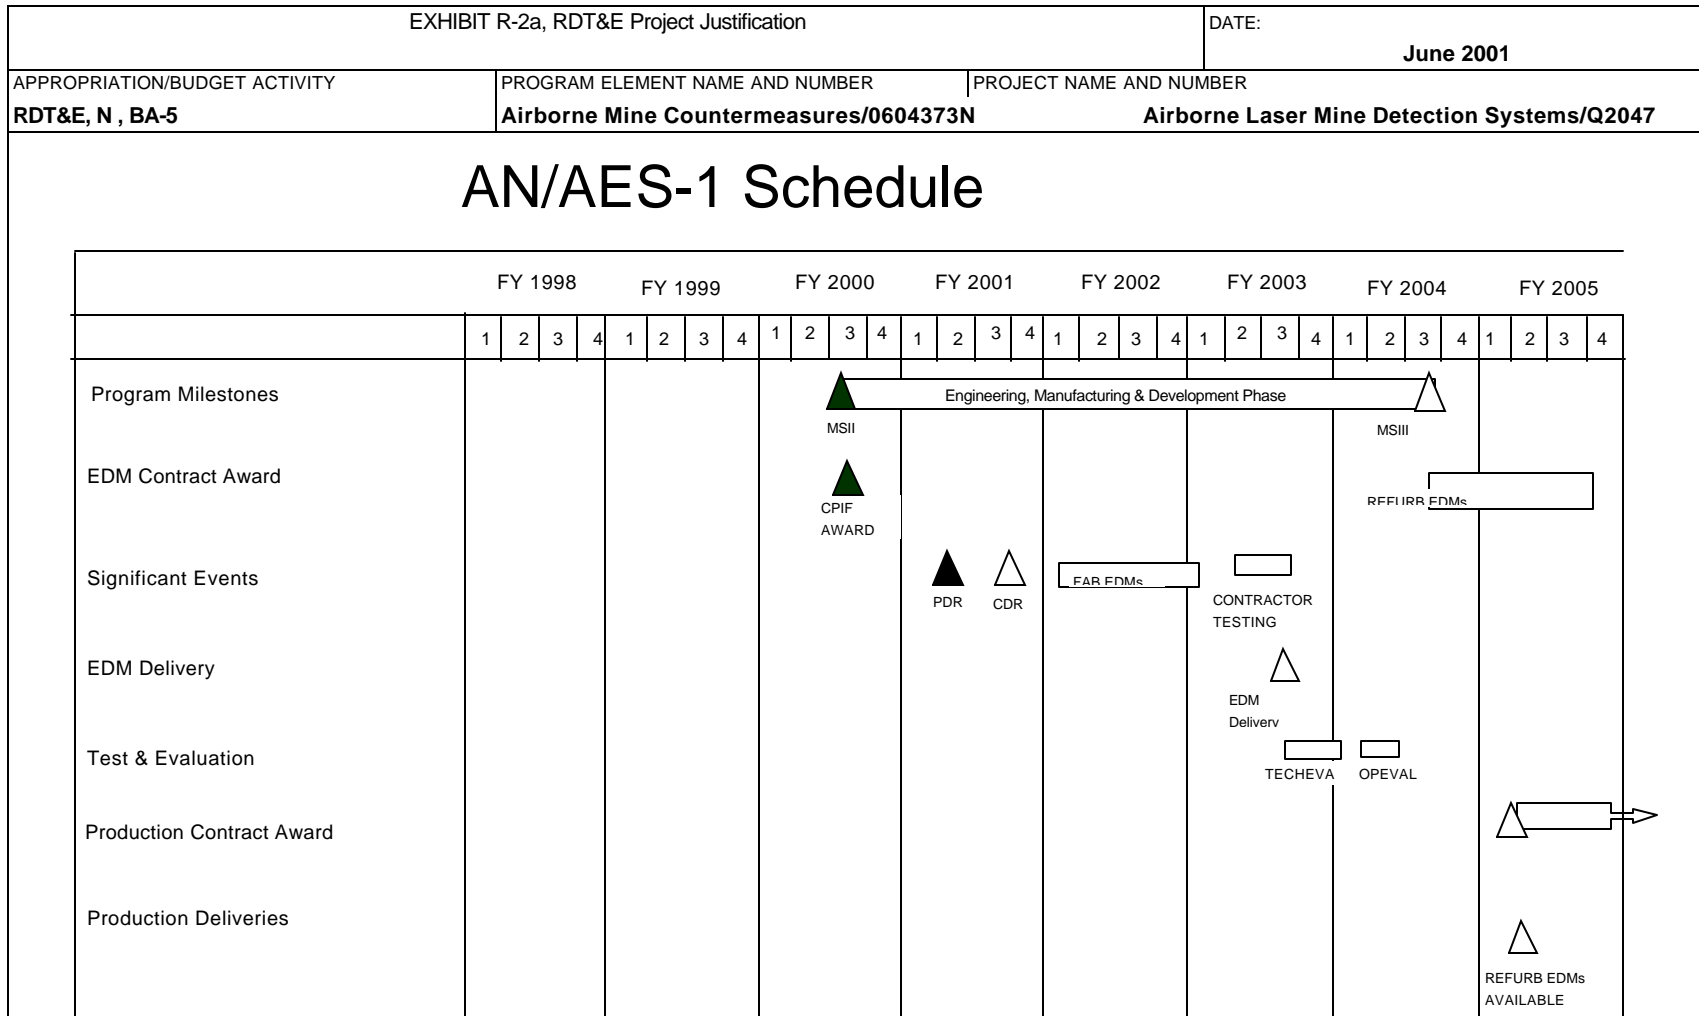 EXHIBIT R-2a, RDT&E Project Justification
DATE:
June 2001
APPROPRIATION/BUDGET ACTIVITY
PROGRAM ELEMENT NAME AND NUMBER
PROJECT NAME AND NUMBER
RDT&E, N , BA-5
Airborne Mine Countermeasures/0604373N
Airborne Laser Mine Detection Systems/Q2047
AN/AES-1 Schedule
FY 1998 FY 1999 FY 2000 FY 2001 FY 2002 FY 2003 FY 2004 FY 2005
1 2 3 4 1 2 3 4 1 2 3 4 1 2 3 4 1 2 3 4 1 2 3 4 1 2 3 4 1 2 3 4
Program Milestones
Engineering, Manufacturing & Development Phase
MSII
MSIII
EDM Contract Award
CPIF
AWARD
REFURB EDMs
Significant Events
PDR
CDR
FAB EDMs
CONTRACTOR
TESTING
EDM Delivery
EDM
Delivery
Test & Evaluation
TECHEVA
OPEVAL
Production Contract Award
Production Deliveries
REFURB EDMs
AVAILABLE